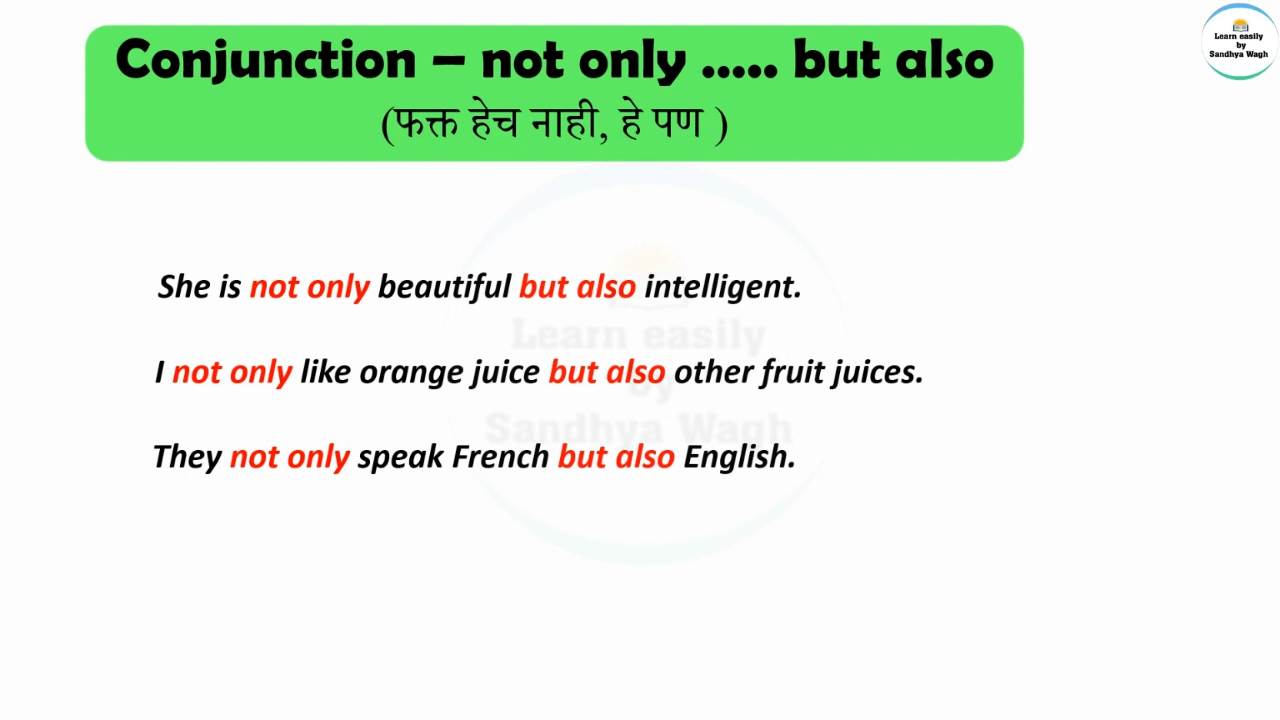 Conjunction – not only ..... but also
(फक्त हेच नाही, हे पण )
Learn easily
by
Sandhya Wagh
She is not only beautiful but also intelligent.
I not only like orange juice but also other fruit juices.
They not only speak French but also English.
Learn easily
by
Sandhya Wagh